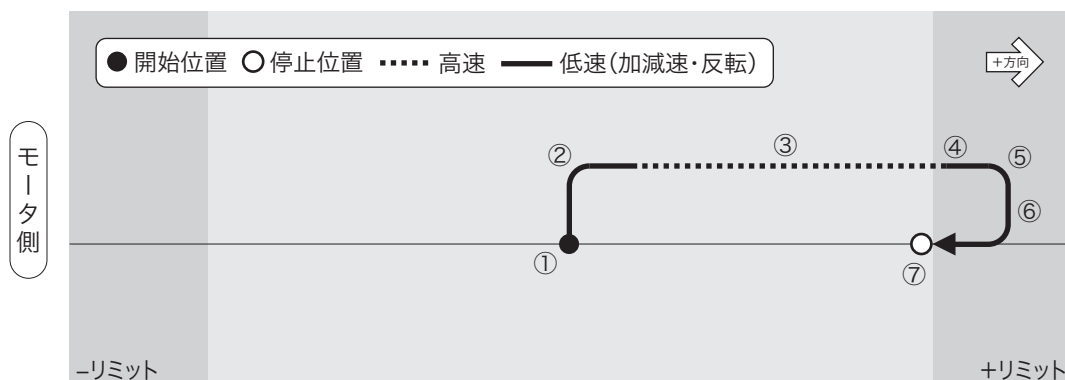 開始位置 停止位置 高速 低速(加減速・反転)
+方向
モータ側
②
③
④
⑤
⑥
①
⑦
–リミット
+リミット